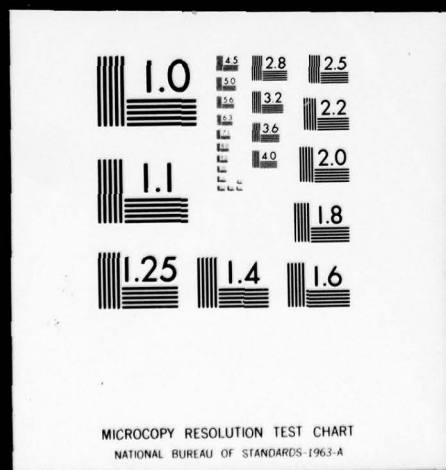 1.0 4.5 2.8 2.5
5.0
5.6 3.2 2.2
6.3 3.6
1.1 4.0 2.0
1.8
1.25 1.4 1.6
MICROCOPY RESOLUTION TEST CHART
NATIONAL BUREAU OF STANDARDS-1963-A